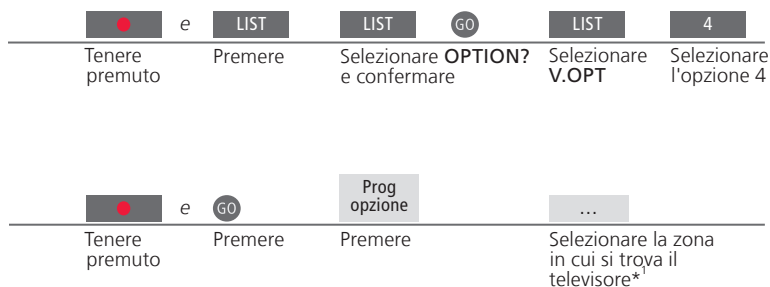 e LIST LIST GO LIST 4
Tenere Premere Selezionare OPTION? Selezionare Selezionare
premuto e confermare V.OPT l'opzione 4
Prog
e GO opzione ...
Tenere Premere Premere Selezionare la zona
premuto in cui si trova il
televisore*1